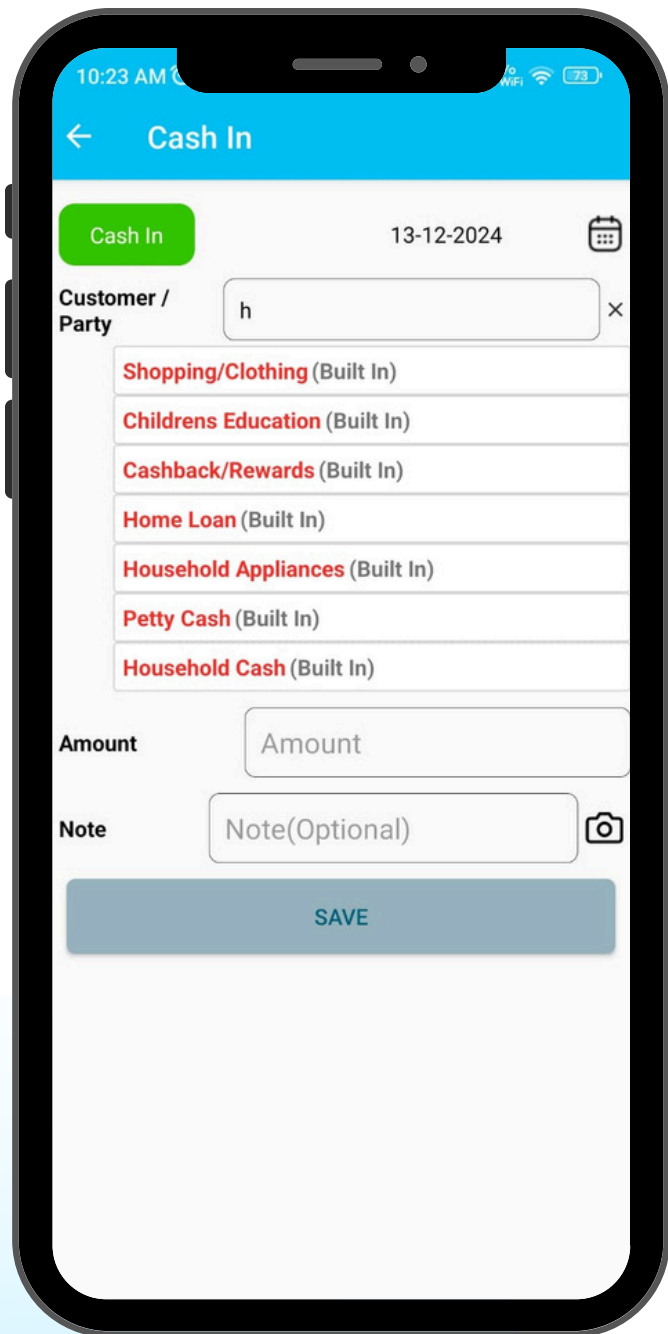 10:23 AM
WiFi 73
Cash In
Cash In
13-12-2024
Customer /
Party
h
Shopping/Clothing (Built In)
Childrens Education (Built In)
Cashback/Rewards (Built In)
Home Loan (Built In)
Household Appliances (Built In)
Petty Cash (Built In)
Household Cash (Built In)
Amount
Amount
Note
Note(Optional)
SAVE